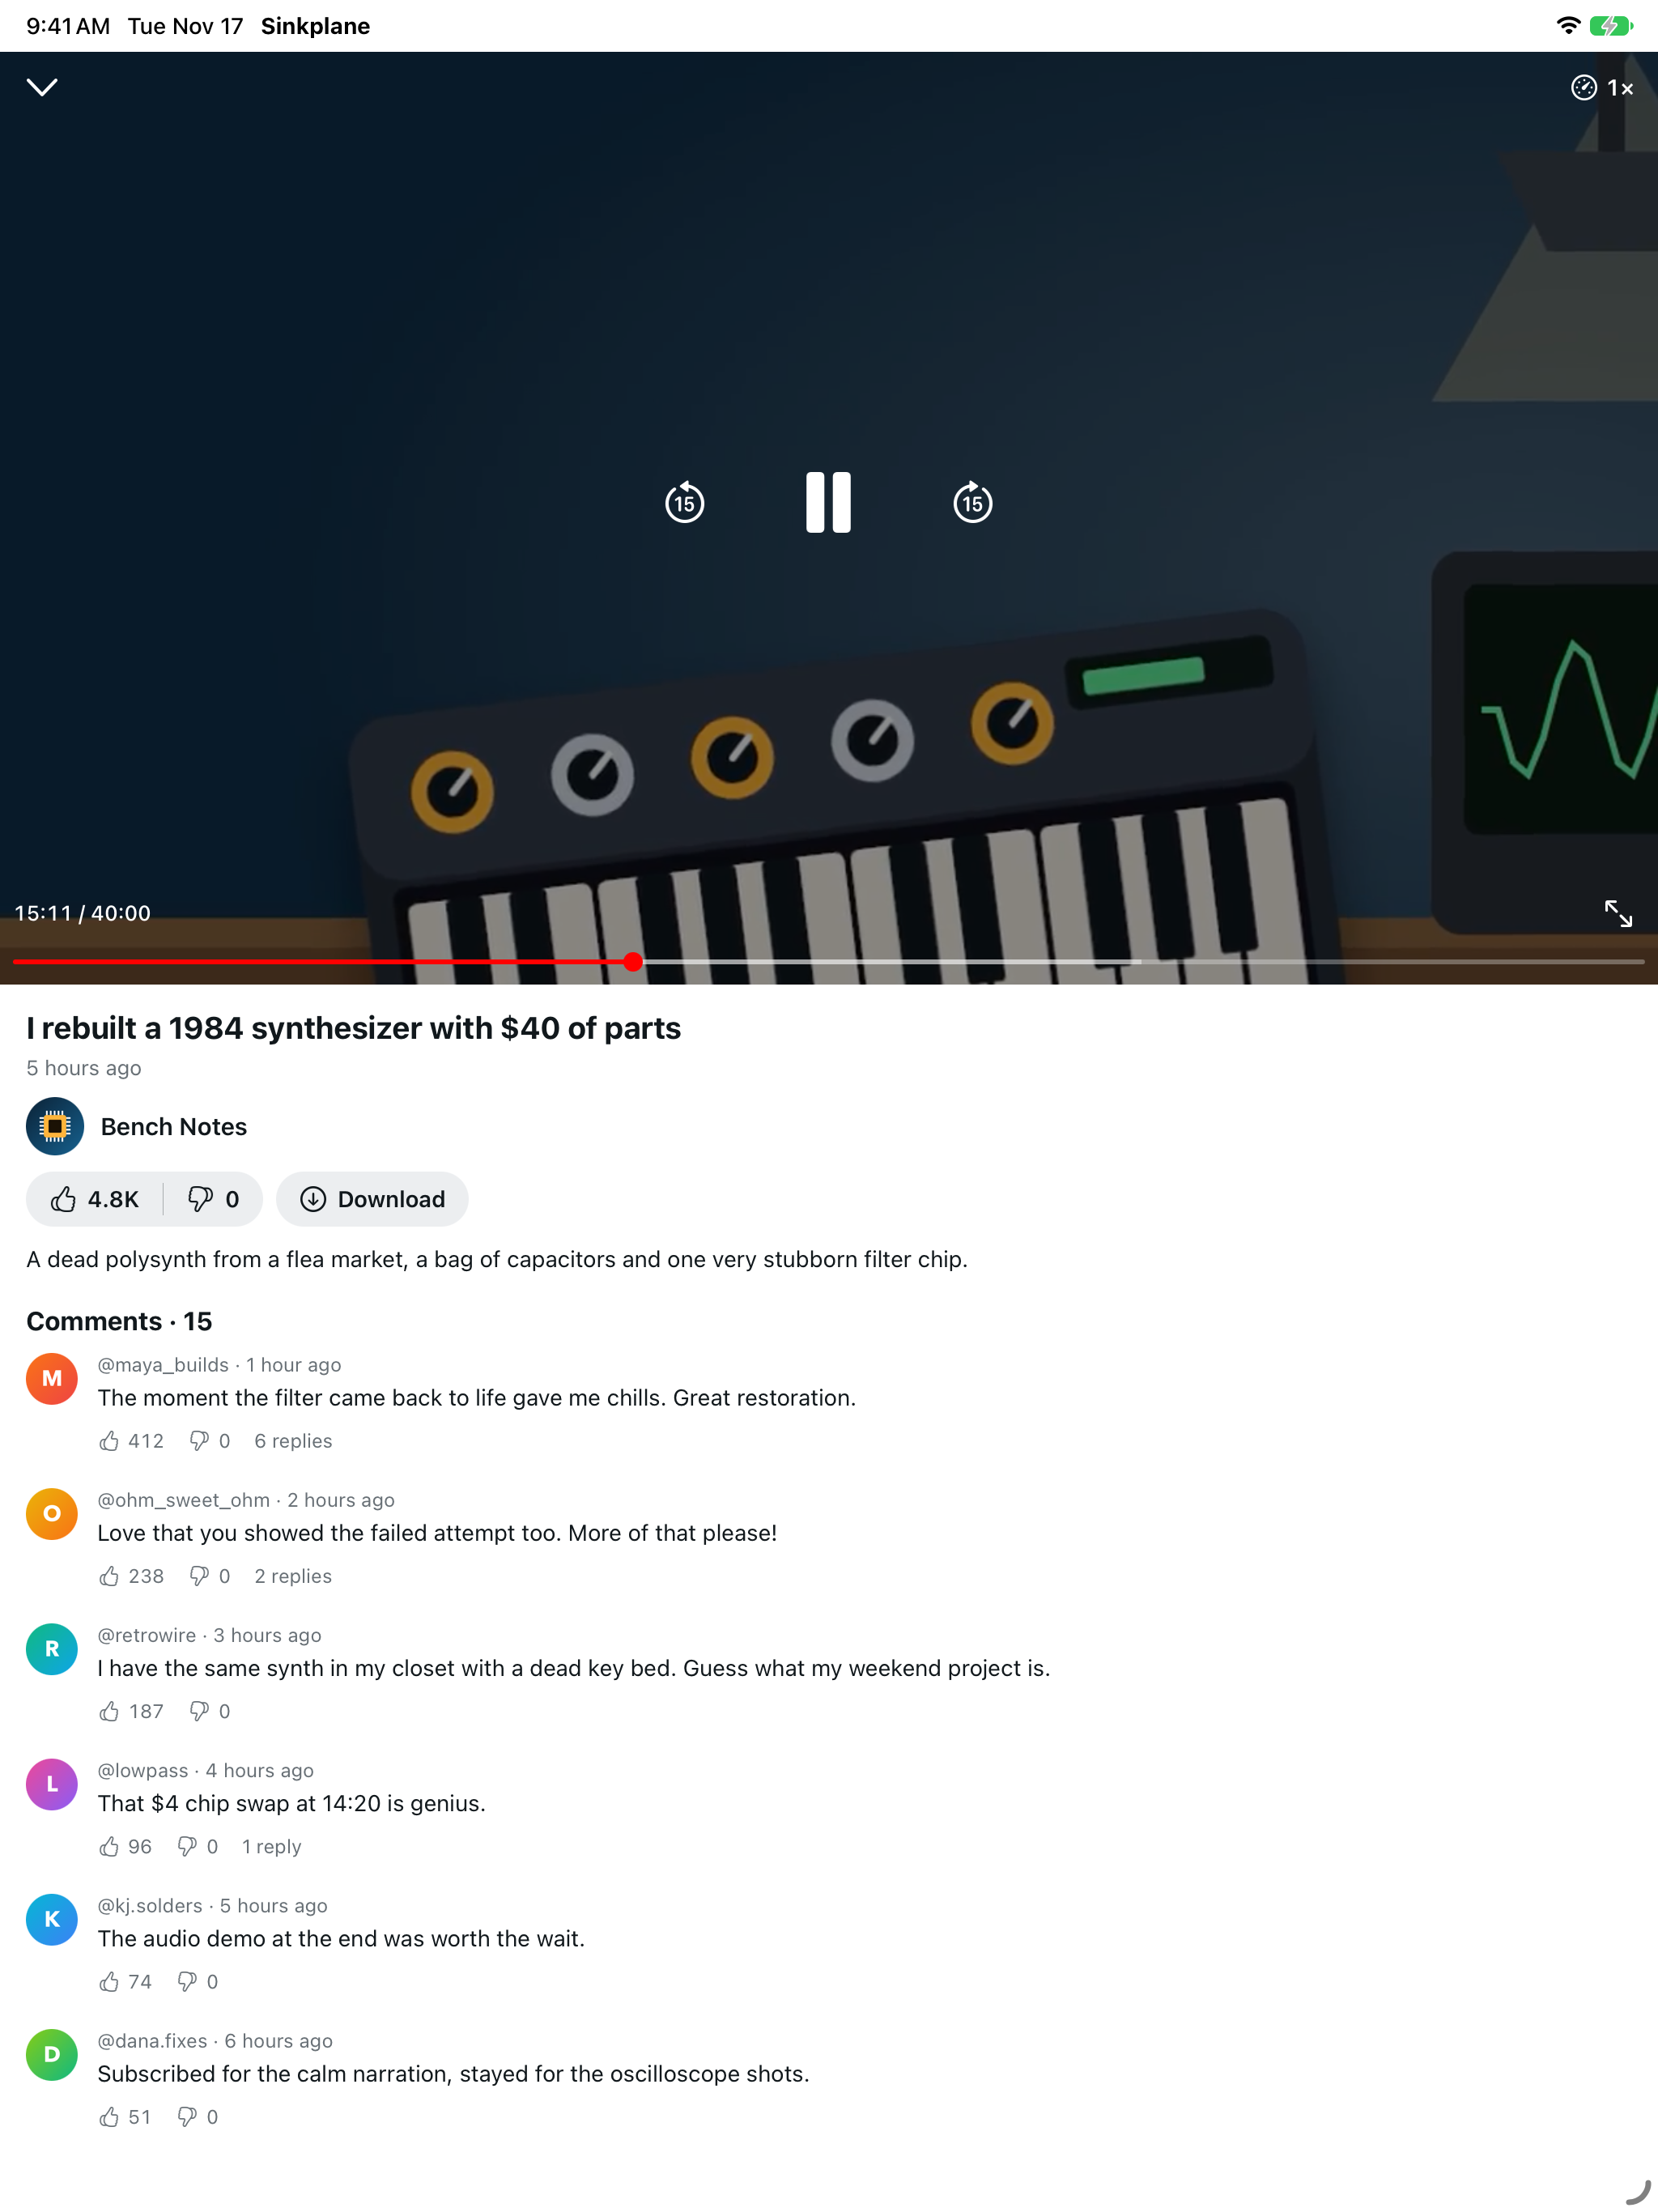 9:41 AM Tue Nov 17 Sinkplane
1×
15
15
15:11 / 40:00
I rebuilt a 1984 synthesizer with $40 of parts
5 hours ago
Bench Notes
4.8K 0 Download
A dead polysynth from a flea market, a bag of capacitors and one very stubborn filter chip.
Comments · 15
M
@maya_builds · 1 hour ago
The moment the filter came back to life gave me chills. Great restoration.
412 0 6 replies
O
@ohm_sweet_ohm · 2 hours ago
Love that you showed the failed attempt too. More of that please!
238 0 2 replies
R
@retrowire · 3 hours ago
I have the same synth in my closet with a dead key bed. Guess what my weekend project is.
187 0
L
@lowpass · 4 hours ago
That $4 chip swap at 14:20 is genius.
96 0 1 reply
K
@kj.solders · 5 hours ago
The audio demo at the end was worth the wait.
74 0
D
@dana.fixes · 6 hours ago
Subscribed for the calm narration, stayed for the oscilloscope shots.
51 0